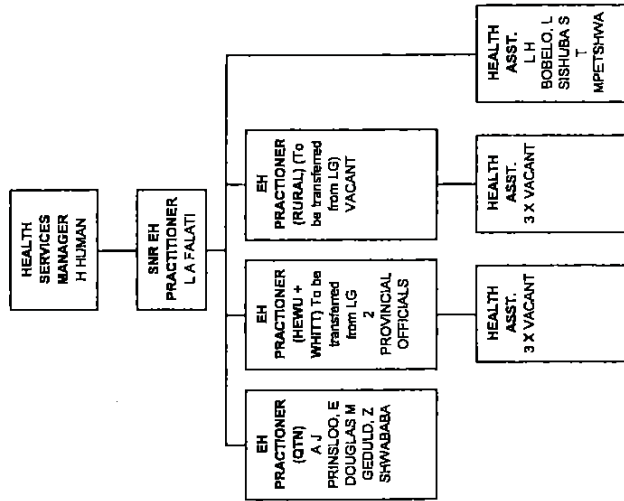 HEALTH
SERVICES
MANAGER
H HUMAN
SNR EH
PRACTITIONER
L A FALATI
EH
PRACTIONER
(QTN)
A J
PRINSLOO, E
DOUGLAS M
GEDULD, Z
SHWABABA
EH
PRACTIONER
(HEWU +
WHITT) To be
transferred
from LG
2
PROVINCIAL
OFFICIALS
EH
PRACTIONER
(RURAL) (To
be transferred
from LG)
VACANT
HEALTH
ASST.
3 X VACANT
HEALTH
ASST.
3 X VACANT
HEALTH
ASST.
L H
BOBELO, L
SISHUBA S
T
MPETSHWA